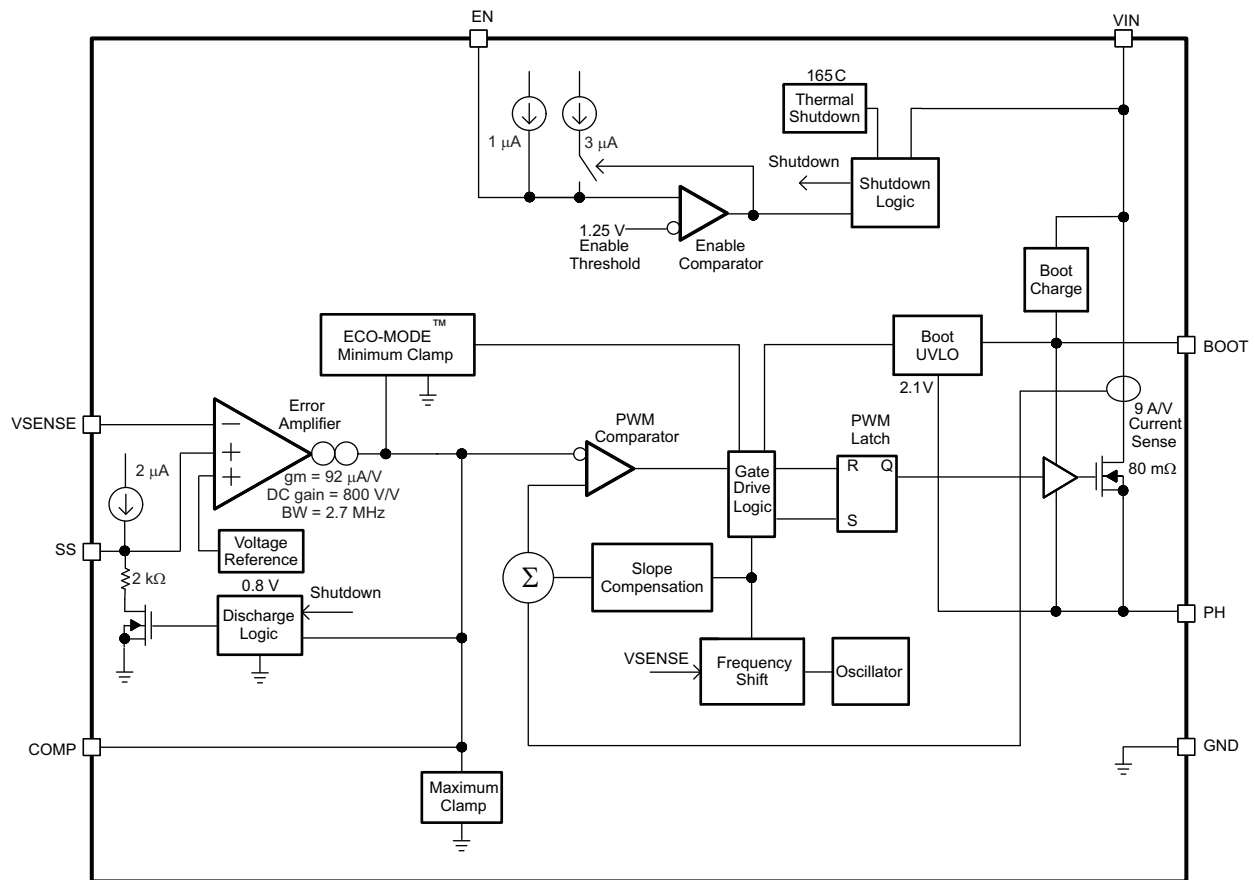 EN
VIN
165C
Thermal
Shutdown
1 μA
3 μA
Shutdown
Shutdown
Logic
1.25 V
Enable
Threshold
Enable
Comparator
Boot
Charge
ECO-MODE™
Minimum Clamp
Boot
UVLO
BOOT
2.1V
VSENSE
Error
Amplifier
PWM
Comparator
PWM
Latch
9 A/V
Current
Sense
80 mΩ
−
+
+
gm = 92 μA/V
DC gain = 800 V/V
BW = 2.7 MHz
2 μA
Gate
Drive
Logic
R
Q
S
SS
Voltage
Reference
2 kΩ
0.8 V
Shutdown
Discharge
Logic
Σ
Slope
Compensation
PH
VSENSE
Frequency
Shift
Oscillator
COMP
GND
Maximum
Clamp